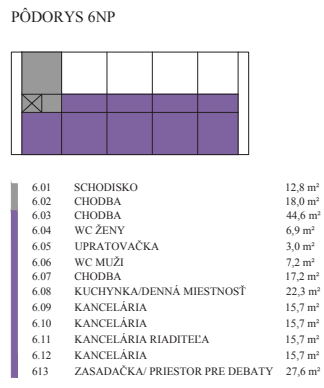 PÔDORYS 6NP
6.01 SCHODISKO 12,8 m²
6.02 CHODBA 18,0 m²
6.03 CHODBA 44,6 m²
6.04 WC ŽENY 6,9 m²
6.05 UPRATOVAČKA 3,0 m²
6.06 WC MUŽI 7,2 m²
6.07 CHODBA 17,2 m²
6.08 KUCHYNKA/DENNÁ MIESTNOSŤ 22,3 m²
6.09 KANCELÁRIA 15,7 m²
6.10 KANCELÁRIA 15,7 m²
6.11 KANCELÁRIA RIADITEĽA 15,7 m²
6.12 KANCELÁRIA 15,7 m²
613 ZASADAČKA/ PRIESTOR PRE DEBATY 27,6 m²